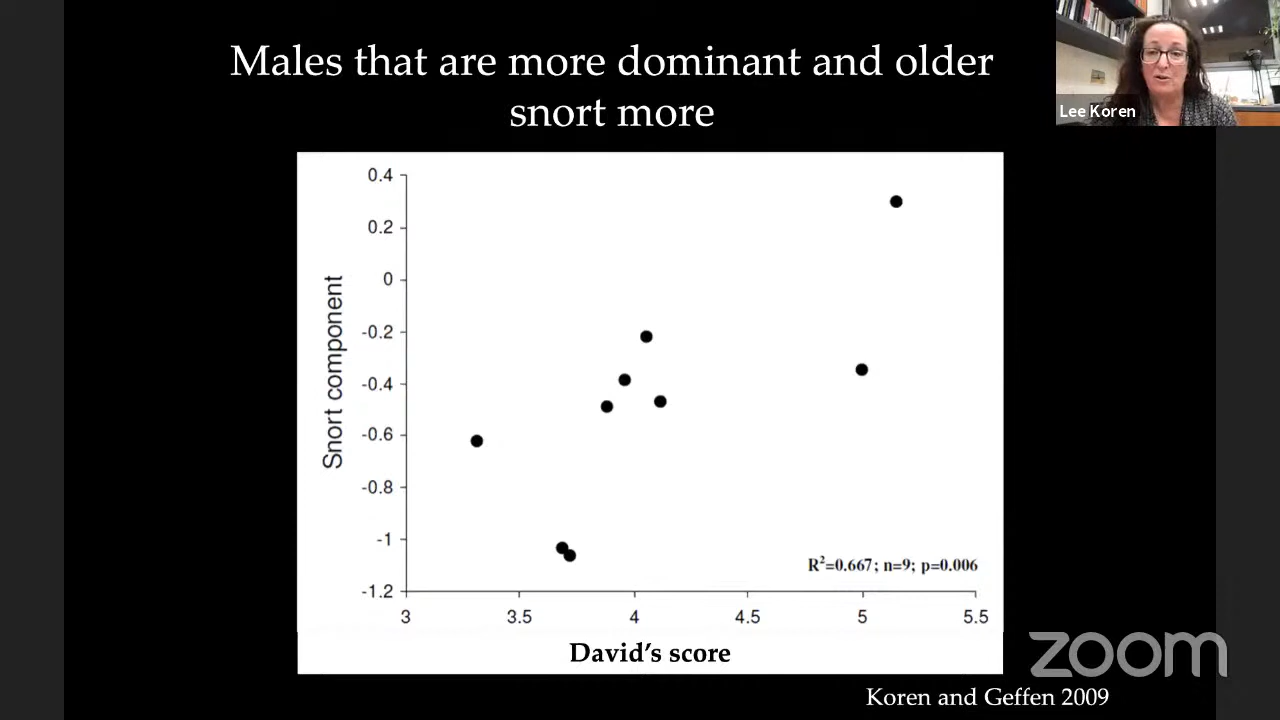 Males that are more dominant and older
snort more
Lee Koren
0.4
0.2
0
-0.2
-0.4
-0.6
-0.8
-1
-1.2
Snort component
R²=0.667; n=9; p=0.006
3 3.5 4 4.5 5 5.5
David's score
zoom
Koren and Geffen 2009